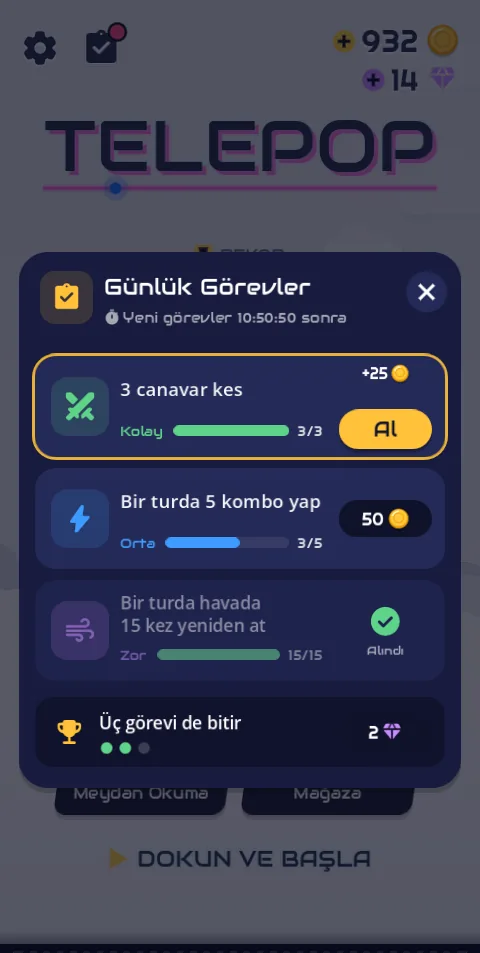 932
14
TELEPOP
REKOR
Günlük Görevler
Yeni görevler 10:50:50 sonra
3 canavar kes
+25
Kolay 3/3
Al
Bir turda 5 kombo yap
50
Orta 3/5
Bir turda havada
15 kez yeniden at
Zor 15/15
Alındı
Üç görevi de bitir
2
Meydan Okuma
Mağaza
DOKUN VE BAŞLA